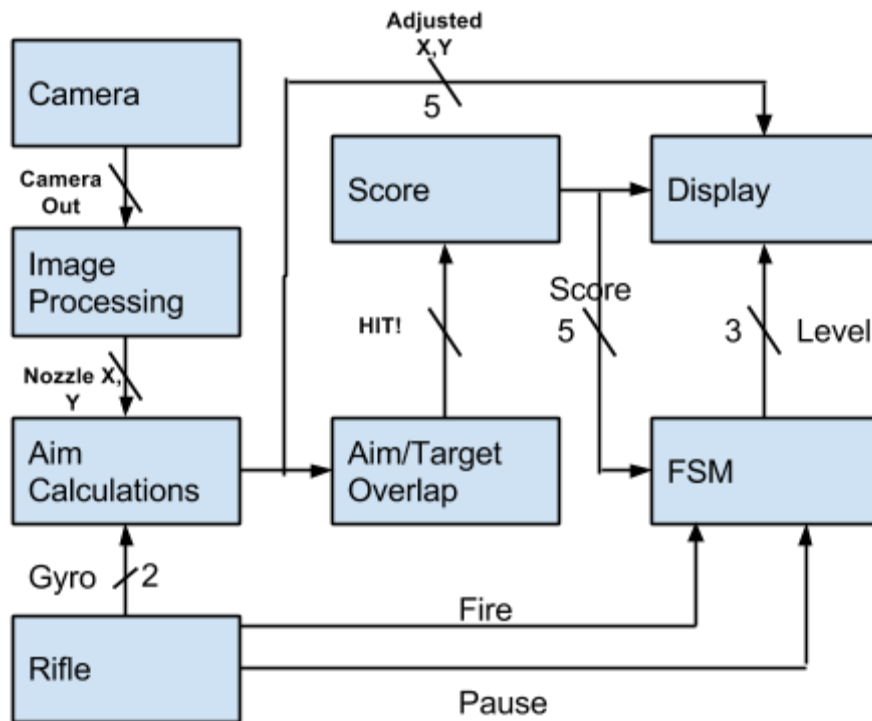 Adjusted
X,Y
5
Camera
Camera
Out
Score
Display
Image
Processing
HIT!
Score
5
3
Level
Nozzle X,
Y
Aim
Calculations
Aim/Target
Overlap
FSM
Gyro
2
Fire
Rifle
Pause